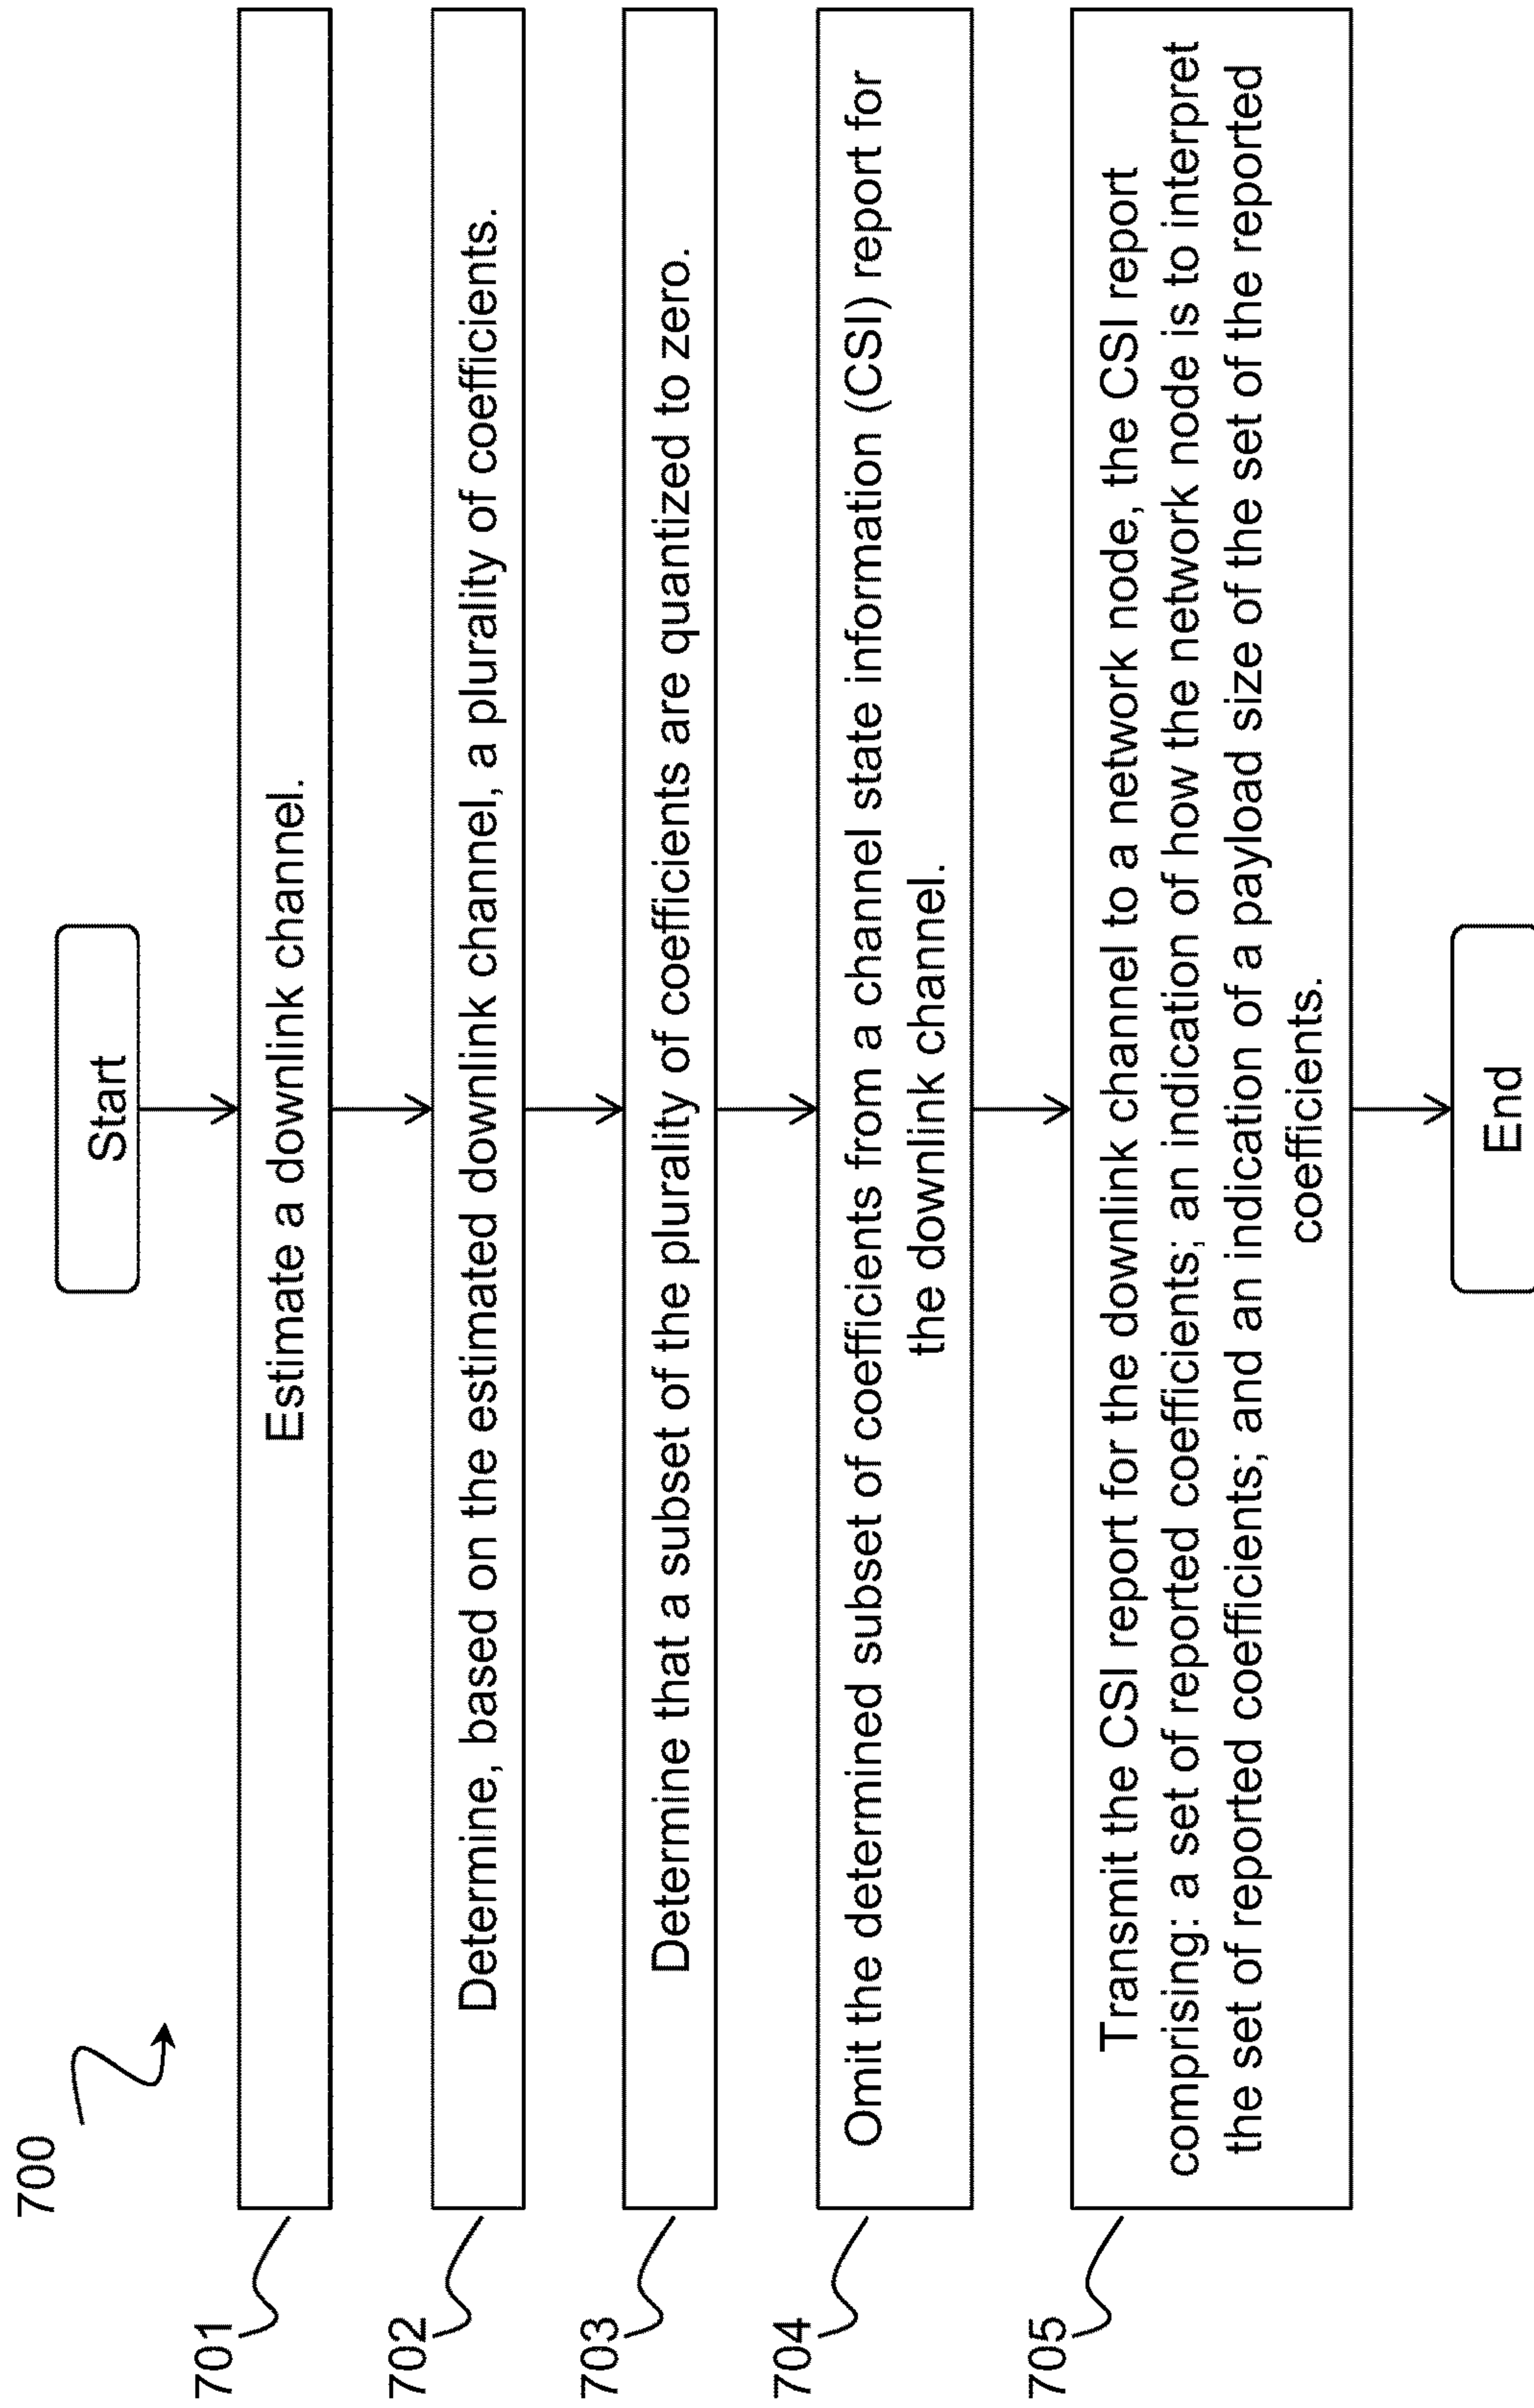 700
Start
701
Estimate a downlink channel.
702
Determine, based on the estimated downlink channel, a plurality of coefficients.
703
Determine that a subset of the plurality of coefficients are quantized to zero.
704
Omit the determined subset of coefficients from a channel state information (CSI) report for
the downlink channel.
705
Transmit the CSI report for the downlink channel to a network node, the CSI report
comprising: a set of reported coefficients; an indication of how the network node is to interpret
the set of reported coefficients; and an indication of a payload size of the set of the reported
coefficients.
End